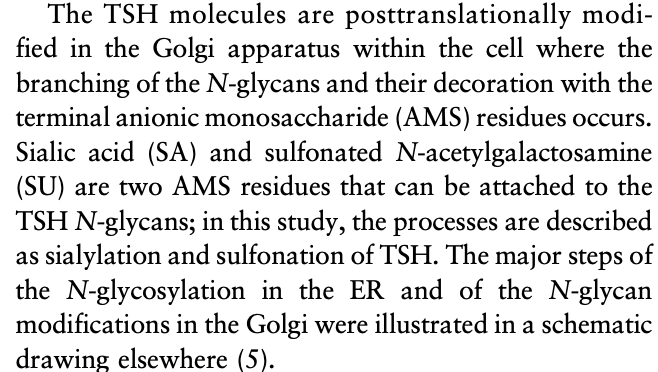 The TSH molecules are posttranslationally modi-
fied in the Golgi apparatus within the cell where the
branching of the N-glycans and their decoration with the
terminal anionic monosaccharide (AMS) residues occurs.
Sialic acid (SA) and sulfonated N-acetylgalactosamine
(SU) are two AMS residues that can be attached to the
TSH N-glycans; in this study, the processes are described
as sialylation and sulfonation of TSH. The major steps of
the N-glycosylation in the ER and of the N-glycan
modifications in the Golgi were illustrated in a schematic
drawing elsewhere (5).